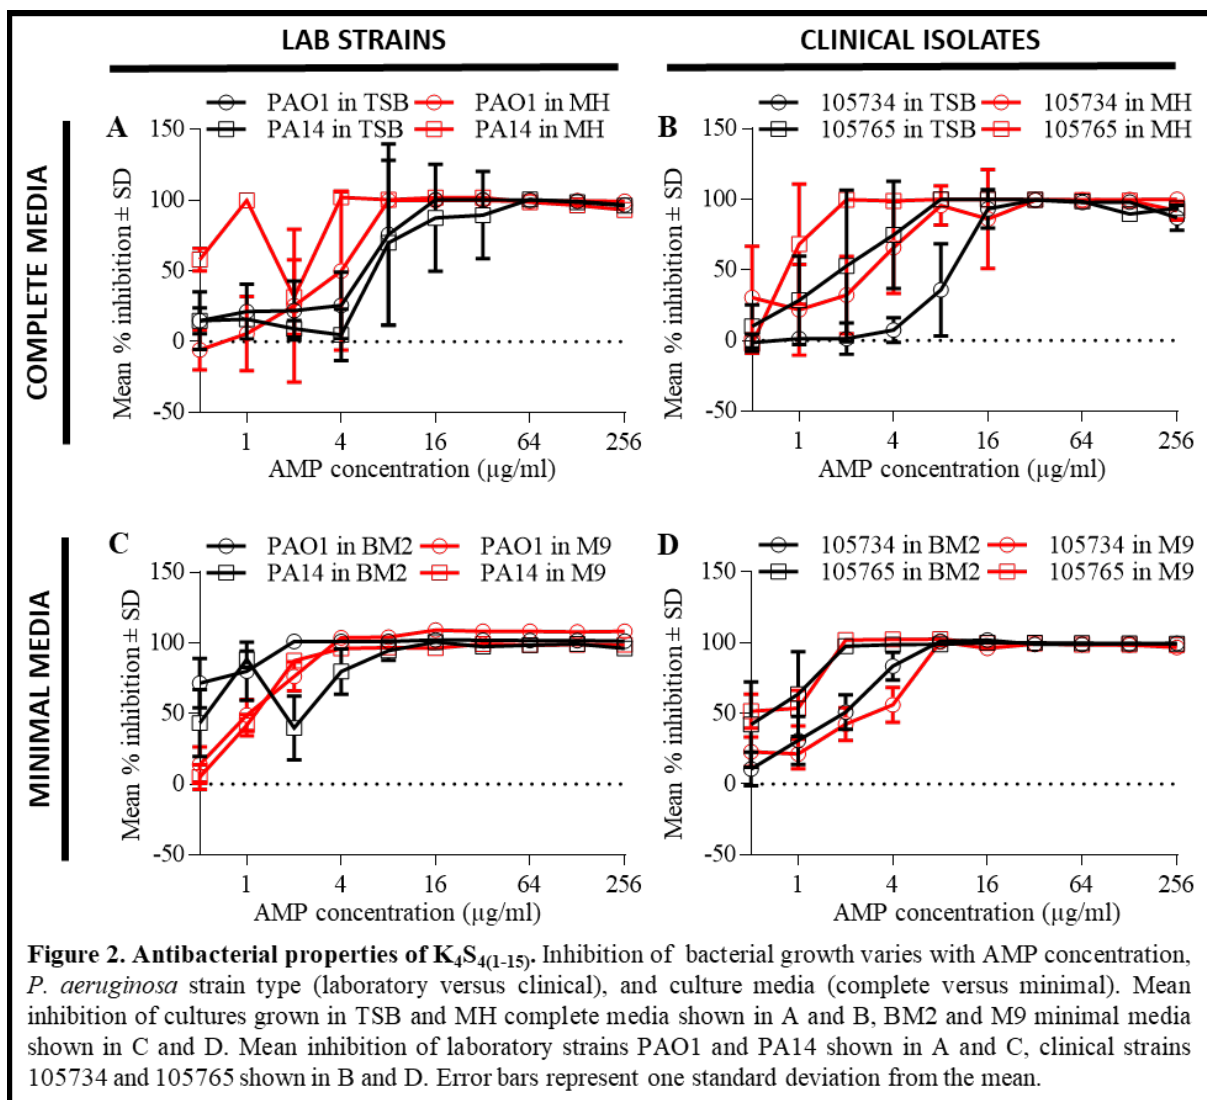 LAB STRAINS
CLINICAL ISOLATES
COMPLETE MEDIA
A
PAO1 in TSB
PAO1 in MH
PA14 in TSB
PA14 in MH
150
100
50
0
-50
Mean % inhibition ± SD
1
4
16
64
256
AMP concentration (µg/ml)
B
105734 in TSB
105734 in MH
105765 in TSB
105765 in MH
150
100
50
0
-50
Mean % inhibition ± SD
1
4
16
64
256
AMP concentration (µg/ml)
MINIMAL MEDIA
C
PAO1 in BM2
PAO1 in M9
PA14 in BM2
PA14 in M9
150
100
50
0
-50
Mean % inhibition ± SD
1
4
16
64
256
AMP concentration (µg/ml)
D
105734 in BM2
105734 in M9
105765 in BM2
105765 in M9
150
100
50
0
-50
Mean % inhibition ± SD
1
4
16
64
256
AMP concentration (µg/ml)
Figure 2. Antibacterial properties of K₄S₄₍₁₋₁₅₎. Inhibition of bacterial growth varies with AMP concentration,
P. aeruginosa strain type (laboratory versus clinical), and culture media (complete versus minimal). Mean
inhibition of cultures grown in TSB and MH complete media shown in A and B, BM2 and M9 minimal media
shown in C and D. Mean inhibition of laboratory strains PAO1 and PA14 shown in A and C, clinical strains
105734 and 105765 shown in B and D. Error bars represent one standard deviation from the mean.